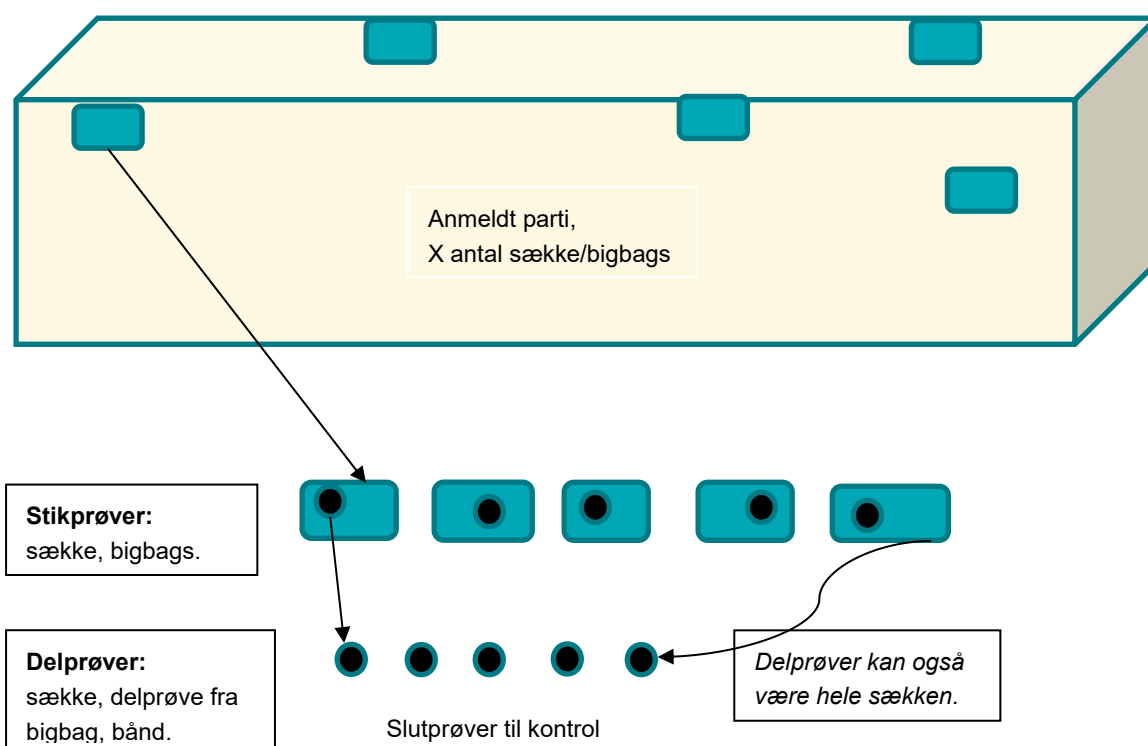 Anmeldt parti,
X antal sække/bigbags
Stikprøver:
sække, bigbags.
Delprøver:
sække, delprøve fra
bigbag, bånd.
Delprøver kan også
være hele sækken.
Slutprøver til kontrol